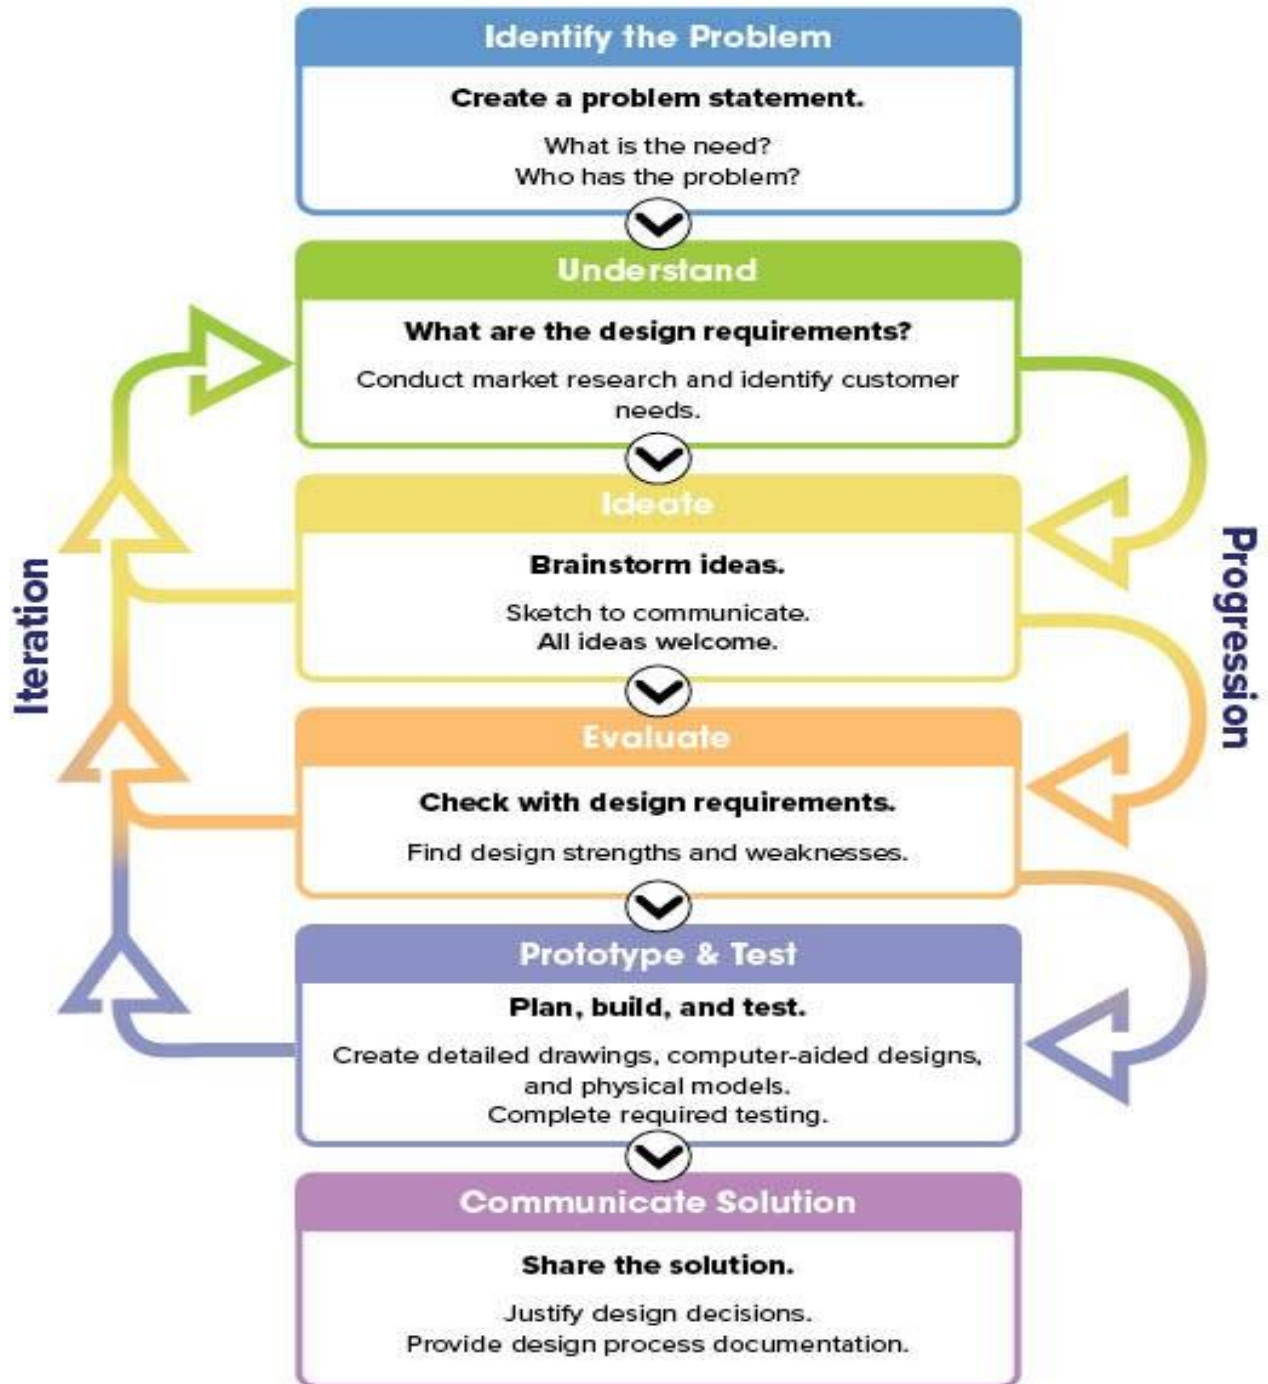 Identify the Problem
Create a problem statement.
What is the need?
Who has the problem?
Understand
What are the design requirements?
Conduct market research and identify customer
needs.
Ideate
Brainstorm ideas.
Sketch to communicate.
All ideas welcome.
Iteration
Progression
Evaluate
Check with design requirements.
Find design strengths and weaknesses.
Prototype & Test
Plan, build, and test.
Create detailed drawings, computer-aided designs,
and physical models.
Complete required testing.
Communicate Solution
Share the solution.
Justify design decisions.
Provide design process documentation.